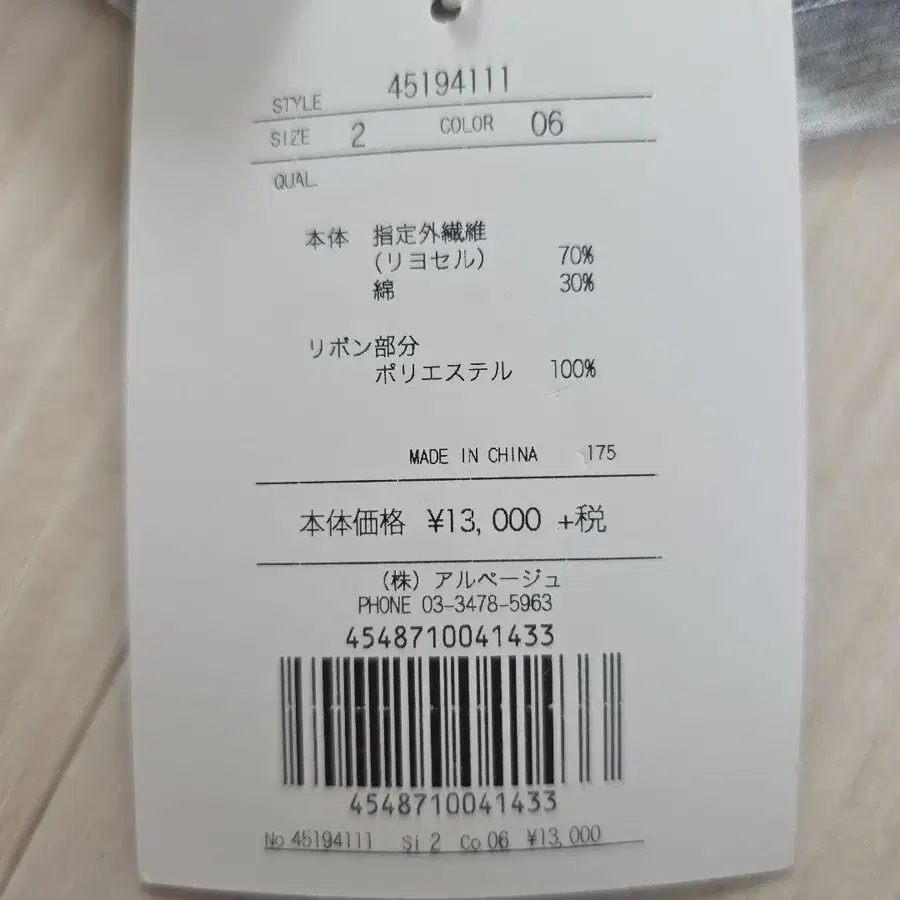 STYLE 45194111
SIZE 2 COLOR 06
QUAL.
本体 指定外繊維
(リヨセル) 70%
綿 30%
リボン部分
ポリエステル 100%
MADE IN CHINA 175
本体価格 ¥13,000 +税
(株) アルページュ
PHONE 03-3478-5963
4548710041433
4548710041433
No 45194111 Si 2 Co 06 ¥13,000